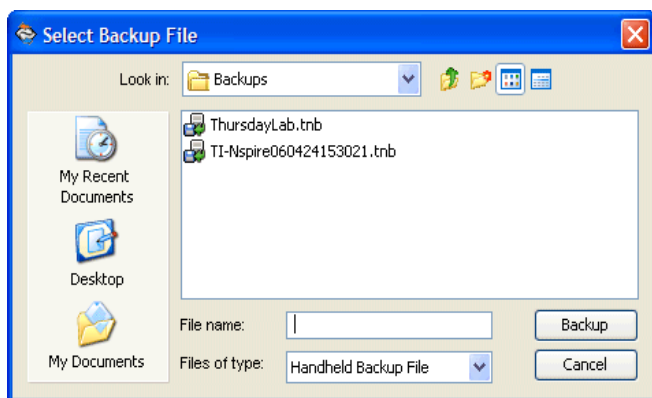 Select Backup File
Look in: Backups
ThursdayLab.tnb
TI-Nspire060424153021.tnb
My Recent
Documents
Desktop
My Documents
File name: Backup
Files of type: Handheld Backup File Cancel